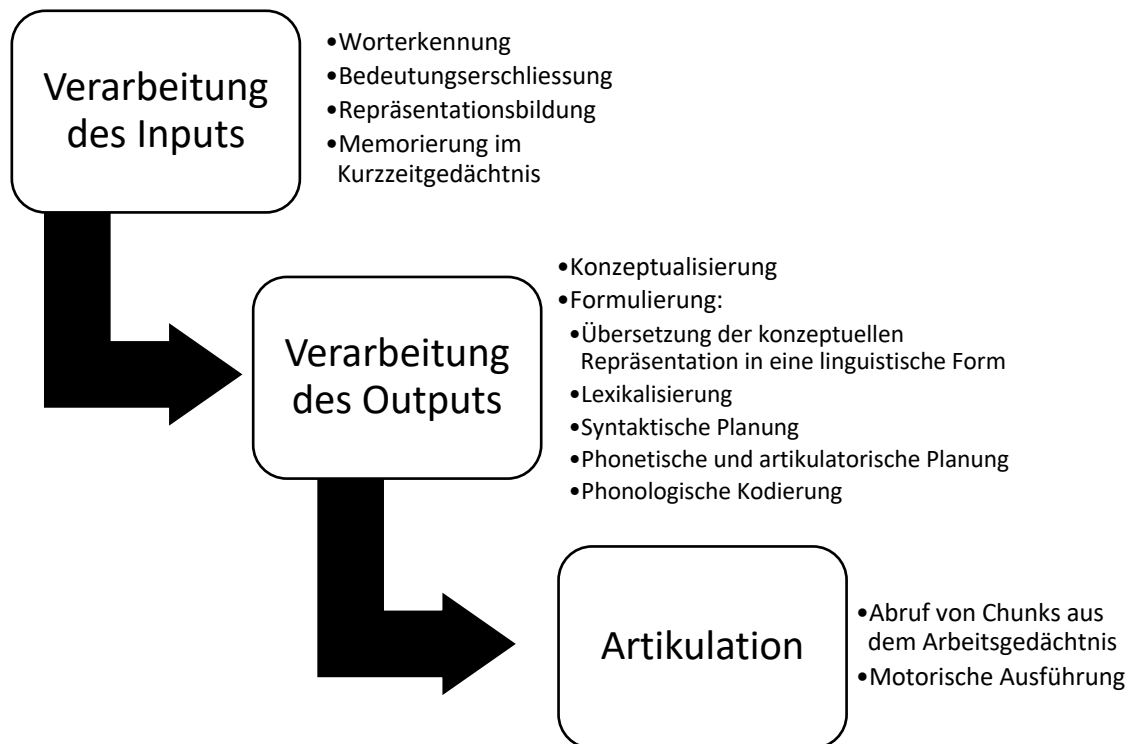 Verarbeitung
des Inputs
•Worterkennung
•Bedeutungserschliessung
•Repräsentationsbildung
•Memorierung im
Kurzzeitgedächtnis
Verarbeitung
des Outputs
•Konzeptualisierung
•Formulierung:
•Übersetzung der konzeptuellen
Repräsentation in eine linguistische Form
•Lexikalisierung
•Syntaktische Planung
•Phonetische und artikulatorische Planung
•Phonologische Kodierung
Artikulation
•Abruf von Chunks aus
dem Arbeitsgedächtnis
•Motorische Ausführung